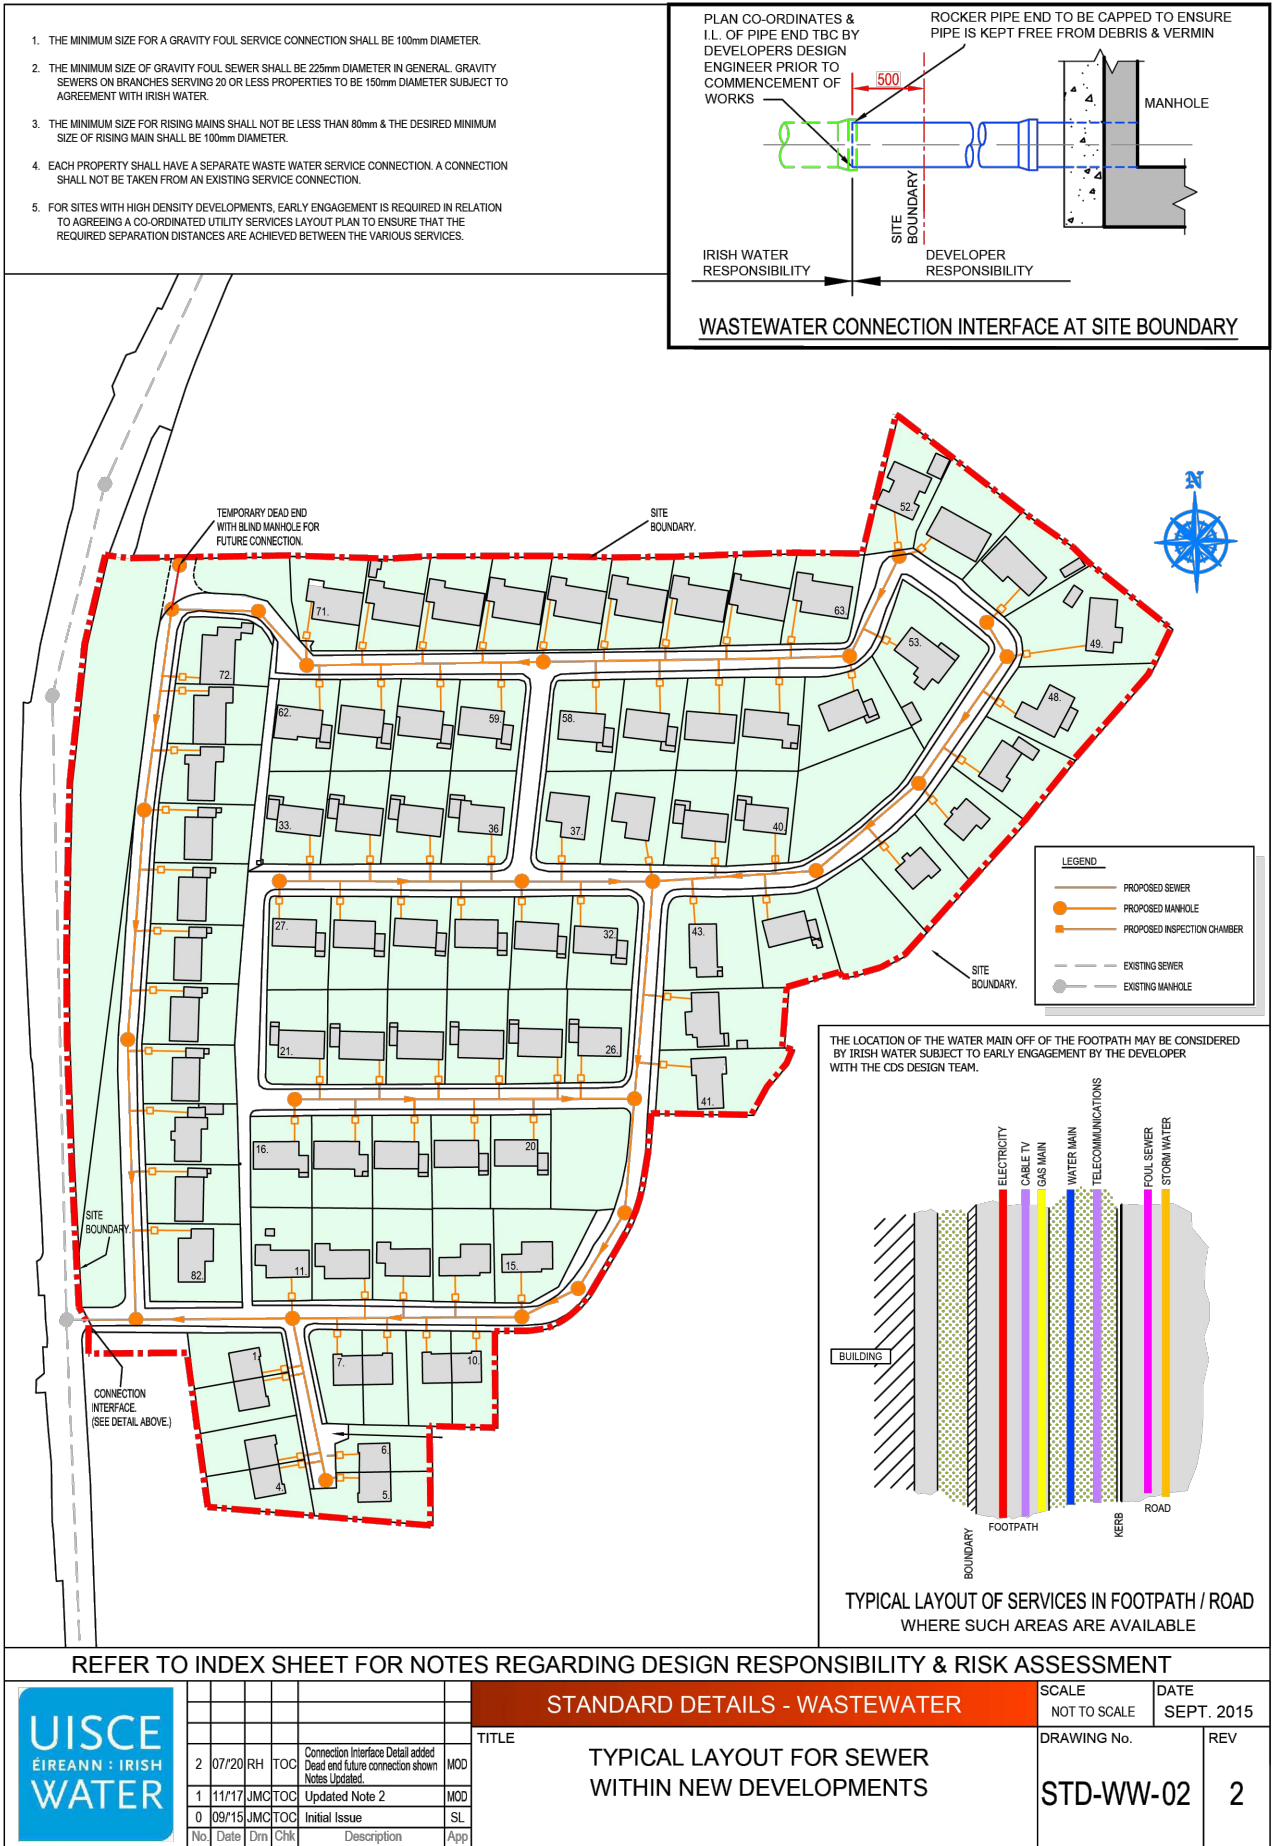 1. THE MINIMUM SIZE FOR A GRAVITY FOUL SERVICE CONNECTION SHALL BE 100mm DIAMETER.
2. THE MINIMUM SIZE OF GRAVITY FOUL SEWER SHALL BE 225mm DIAMETER IN GENERAL. GRAVITY
SEWERS ON BRANCHES SERVING 20 OR LESS PROPERTIES TO BE 150mm DIAMETER SUBJECT TO
AGREEMENT WITH IRISH WATER.
3. THE MINIMUM SIZE FOR RISING MAINS SHALL NOT BE LESS THAN 80mm & THE DESIRED MINIMUM
SIZE OF RISING MAIN SHALL BE 100mm DIAMETER.
4. EACH PROPERTY SHALL HAVE A SEPARATE WASTE WATER SERVICE CONNECTION. A CONNECTION
SHALL NOT BE TAKEN FROM AN EXISTING SERVICE CONNECTION.
5. FOR SITES WITH HIGH DENSITY DEVELOPMENTS, EARLY ENGAGEMENT IS REQUIRED IN RELATION
TO AGREEING A CO-ORDINATED UTILITY SERVICES LAYOUT PLAN TO ENSURE THAT THE
REQUIRED SEPARATION DISTANCES ARE ACHIEVED BETWEEN THE VARIOUS SERVICES.
PLAN CO-ORDINATES &
I.L. OF PIPE END TBC BY
DEVELOPERS DESIGN
ENGINEER PRIOR TO
COMMENCEMENT OF
WORKS
ROCKER PIPE END TO BE CAPPED TO ENSURE
PIPE IS KEPT FREE FROM DEBRIS & VERMIN
500
MANHOLE
SITE
BOUNDARY
IRISH WATER
RESPONSIBILITY
DEVELOPER
RESPONSIBILITY
WASTEWATER CONNECTION INTERFACE AT SITE BOUNDARY
TEMPORARY DEAD END
WITH BLIND MANHOLE FOR
FUTURE CONNECTION.
SITE
BOUNDARY.
N
52.
71.
63.
53.
49.
72.
48.
62.
59.
58.
33.
36
37.
40.
27.
32.
43.
21.
26.
41.
16.
20
11.
15.
82.
1.
7.
10.
4.
6.
5.
SITE
BOUNDARY.
SITE
BOUNDARY.
CONNECTION
INTERFACE.
(SEE DETAIL ABOVE.)
LEGEND
PROPOSED SEWER
PROPOSED MANHOLE
PROPOSED INSPECTION CHAMBER
EXISTING SEWER
EXISTING MANHOLE
THE LOCATION OF THE WATER MAIN OFF OF THE FOOTPATH MAY BE CONSIDERED
BY IRISH WATER SUBJECT TO EARLY ENGAGEMENT BY THE DEVELOPER
WITH THE CDS DESIGN TEAM.
ELECTRICITY
CABLE TV
GAS MAIN
WATER MAIN
TELECOMMUNICATIONS
FOUL SEWER
STORM WATER
BUILDING
BOUNDARY
FOOTPATH
KERB
ROAD
TYPICAL LAYOUT OF SERVICES IN FOOTPATH / ROAD
WHERE SUCH AREAS ARE AVAILABLE
REFER TO INDEX SHEET FOR NOTES REGARDING DESIGN RESPONSIBILITY & RISK ASSESSMENT
UISCE
ÉIREANN : IRISH
WATER
2 07/'20 RH TOC Connection Interface Detail added Dead end future connection shown Notes Updated. MOD
1 11/'17 JMC TOC Updated Note 2 MOD
0 09/'15 JMC TOC Initial Issue SL
No. Date Drn Chk Description App
STANDARD DETAILS - WASTEWATER
TITLE
TYPICAL LAYOUT FOR SEWER
WITHIN NEW DEVELOPMENTS
SCALE
NOT TO SCALE
DATE
SEPT. 2015
DRAWING No.
STD-WW-02
REV
2